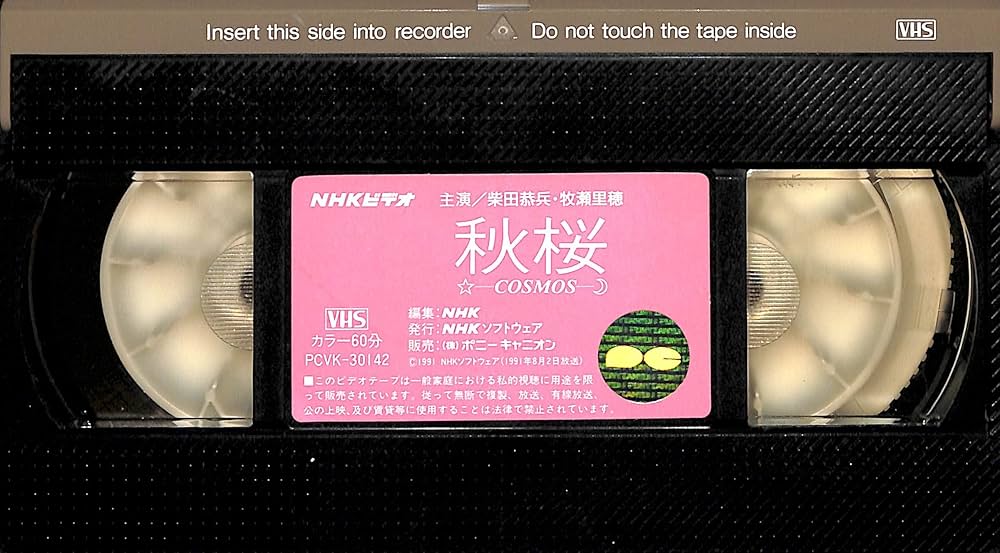 Insert this side into recorder Do not touch the tape inside VHS
NHKビデオ 主演／柴田恭兵・牧瀬里穂
秋桜
☆―COSMOS―☽
VHS
カラー60分
PCVK-30142
編集：NHK
発行：NHKソフトウェア
販売：(株)ポニーキャニオン
©1991 NHKソフトウェア(1991年8月2日放送)
■このビデオテープは一般家庭における私的視聴に用途を限
って販売されています。従って無断で複製、放送、有線放送、
公の上映、及び賃貸等に使用することは法律で禁止されています。
PC